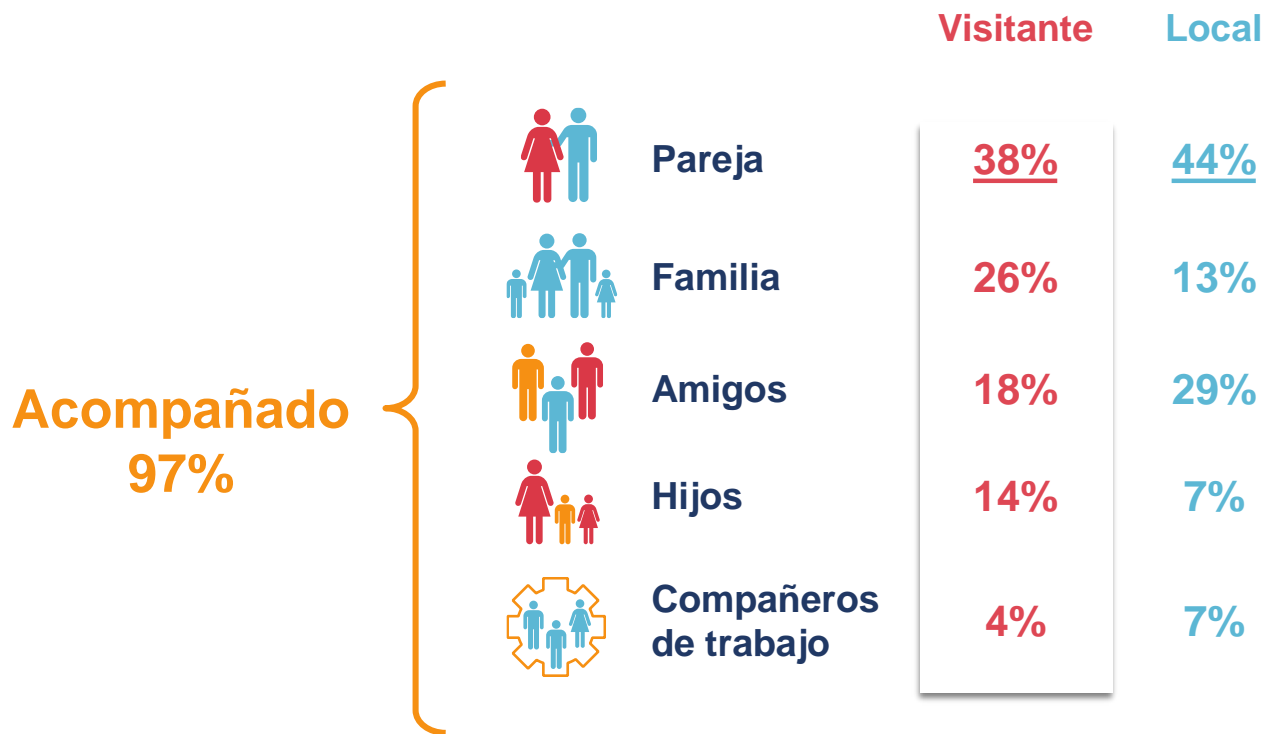 Visitante Local
Pareja 38% 44%
Familia 26% 13%
Amigos 18% 29%
Acompañado
97%
Hijos 14% 7%
Compañeros
de trabajo 4% 7%